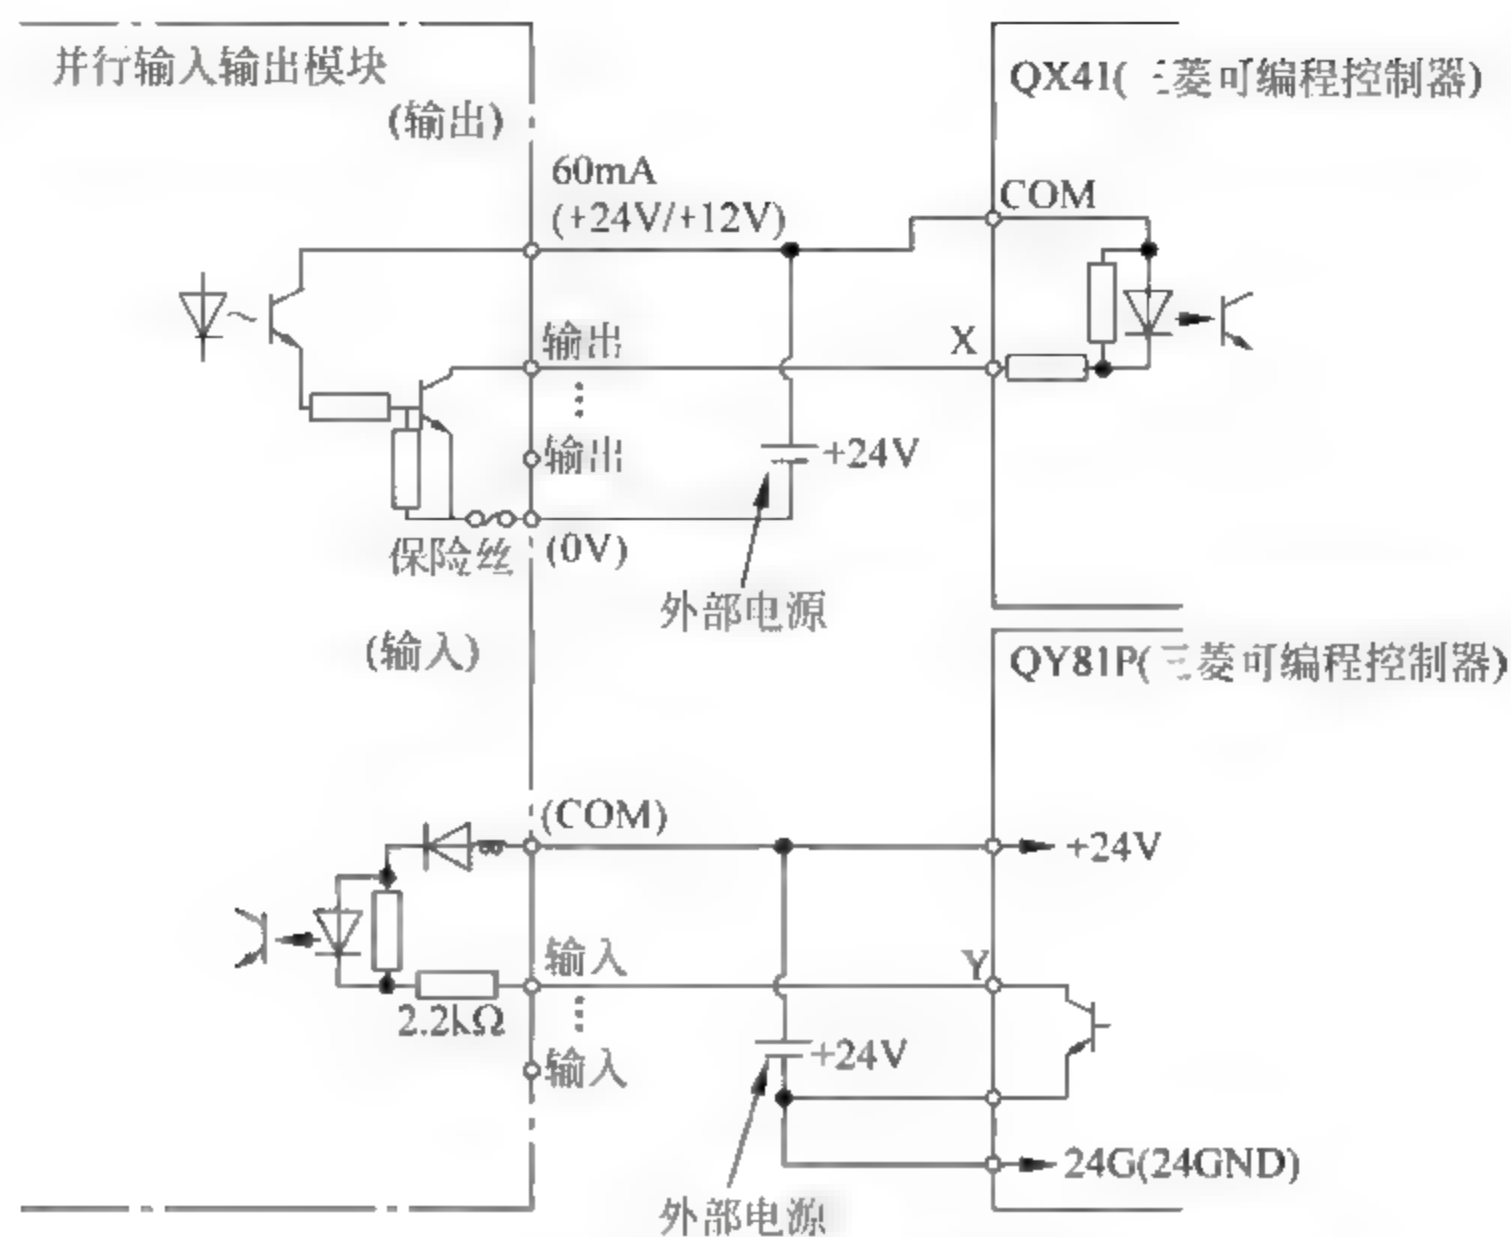 并行输入输出模块
(输出)
60mA
(+24V/+12V)
输出
输出
保险丝
(0V)
+24V
外部电源
QX41(三菱可编程控制器)
COM
X
(输入)
(COM)
输入
2.2kΩ
输入
+24V
外部电源
QY81P(三菱可编程控制器)
+24V
Y
24G(24GND)